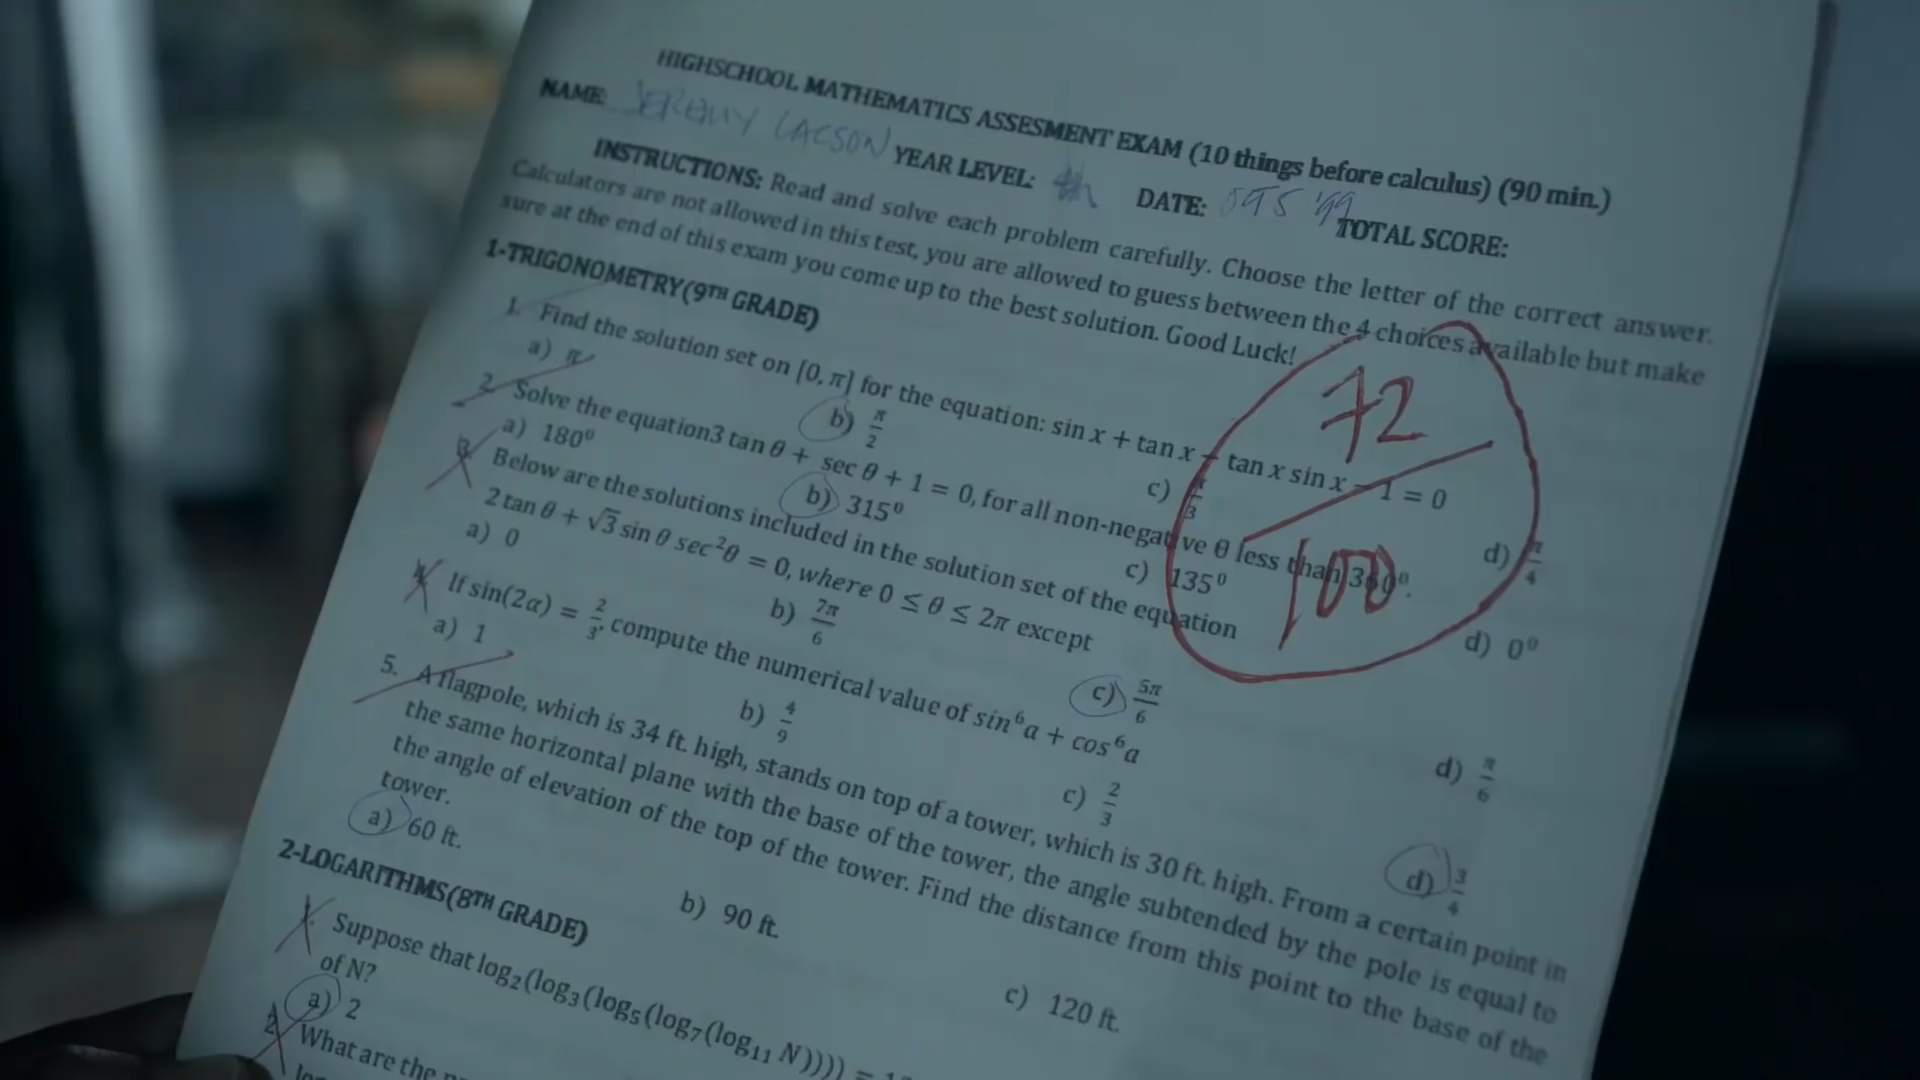 HIGHSCHOOL MATHEMATICS ASSESMENT EXAM (10 things before calculus) (90 min.)
NAME: JEREMY LACSON YEAR LEVEL: 4th DATE: '99 TOTAL SCORE:
INSTRUCTIONS: Read and solve each problem carefully. Choose the letter of the correct answer.
Calculators are not allowed in this test, you are allowed to guess between the 4 choices available but make
sure at the end of this exam you come up to the best solution. Good Luck!
72
100
1-TRIGONOMETRY(9TH GRADE)
1. Find the solution set on [0, π] for the equation: sin x + tan x − tan x sin x − 1 = 0
a) π b) π/2 c) π/3 d) π/4
2. Solve the equation3 tan θ + sec θ + 1 = 0, for all non-negative θ less than 360⁰.
a) 180⁰ b) 315⁰ c) 135⁰ d) 0⁰
3. Below are the solutions included in the solution set of the equation
2 tan θ + √3 sin θ sec²θ = 0, where 0 ≤ θ ≤ 2π except
a) 0 b) 7π/6 c) 5π/6 d) π/6
4. If sin(2α) = 2/3, compute the numerical value of sin⁶a + cos⁶a
a) 1 b) 4/9 c) 2/3 d) 3/4
5. A flagpole, which is 34 ft. high, stands on top of a tower, which is 30 ft. high. From a certain point in
the same horizontal plane with the base of the tower, the angle subtended by the pole is equal to
the angle of elevation of the top of the tower. Find the distance from this point to the base of the
tower.
a) 60 ft. b) 90 ft. c) 120 ft.
2-LOGARITHMS(8TH GRADE)
1. Suppose that log₂(log₃(log₅(log₇(log₁₁ N)))) =
of N?
a) 2
2. What are the